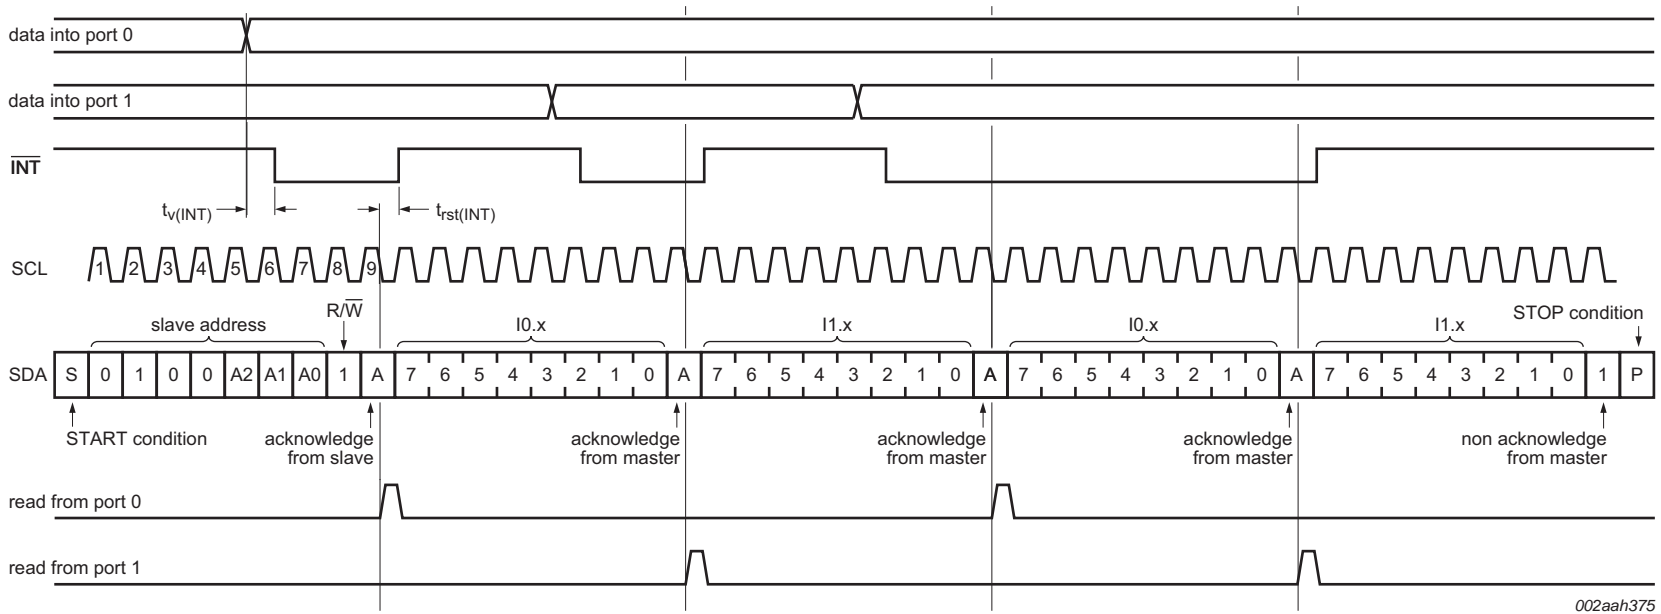 data into port 0
data into port 1
INT
tv(INT) trst(INT)
SCL 1 2 3 4 5 6 7 8 9
R/W
slave address I0.x I1.x I0.x I1.x STOP condition
SDA S 0 1 0 0 A2 A1 A0 1 A 7 6 5 4 3 2 1 0 A 7 6 5 4 3 2 1 0 A 7 6 5 4 3 2 1 0 A 7 6 5 4 3 2 1 0 1 P
START condition acknowledge acknowledge acknowledge acknowledge non acknowledge
from slave from master from master from master from master
read from port 0
read from port 1
002aah375